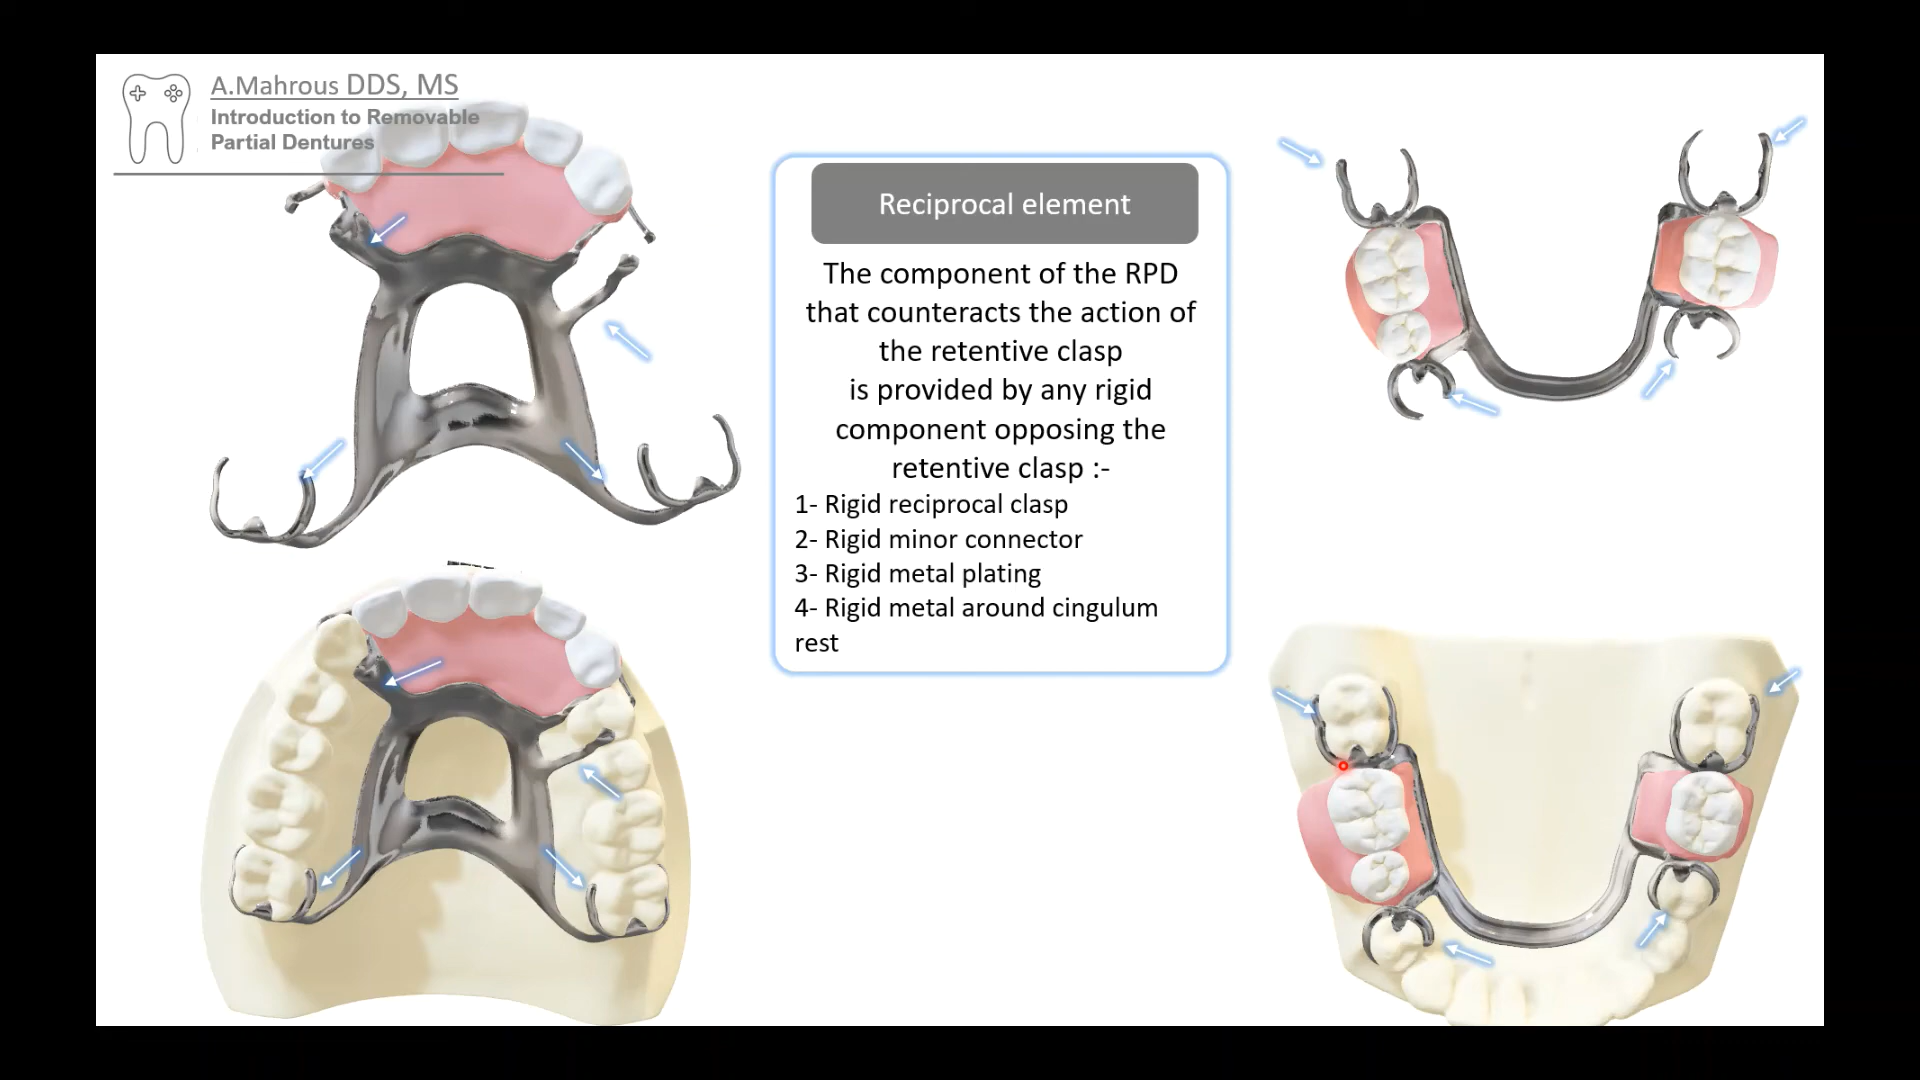 A.Mahrous DDS, MS
Introduction to Removable
Partial Dentures
Reciprocal element
The component of the RPD
that counteracts the action of
the retentive clasp
is provided by any rigid
component opposing the
retentive clasp :-
1- Rigid reciprocal clasp
2- Rigid minor connector
3- Rigid metal plating
4- Rigid metal around cingulum
rest